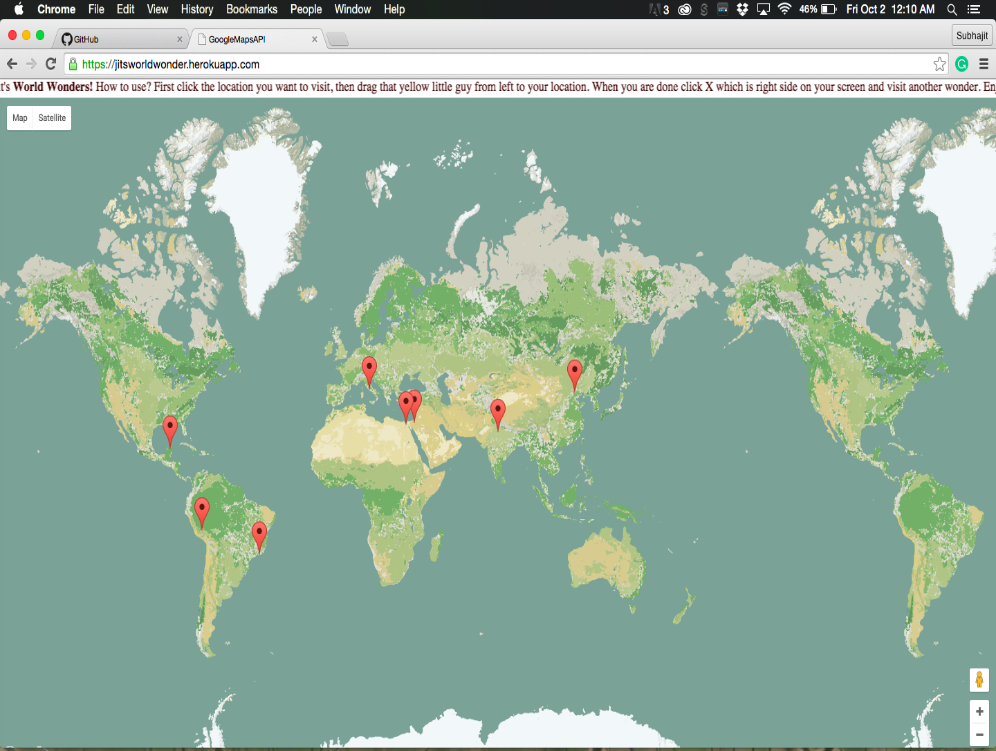 Chrome File Edit View History Bookmarks People Window Help 3 46% Fri Oct 2 12:10 AM
GitHub GoogleMapsAPI Subhajit
https://jitsworldwonder.herokuapp.com
t's World Wonders! How to use? First click the location you want to visit, then drag that yellow little guy from left to your location. When you are done click X which is right side on your screen and visit another wonder. En
Map Satellite
+
−